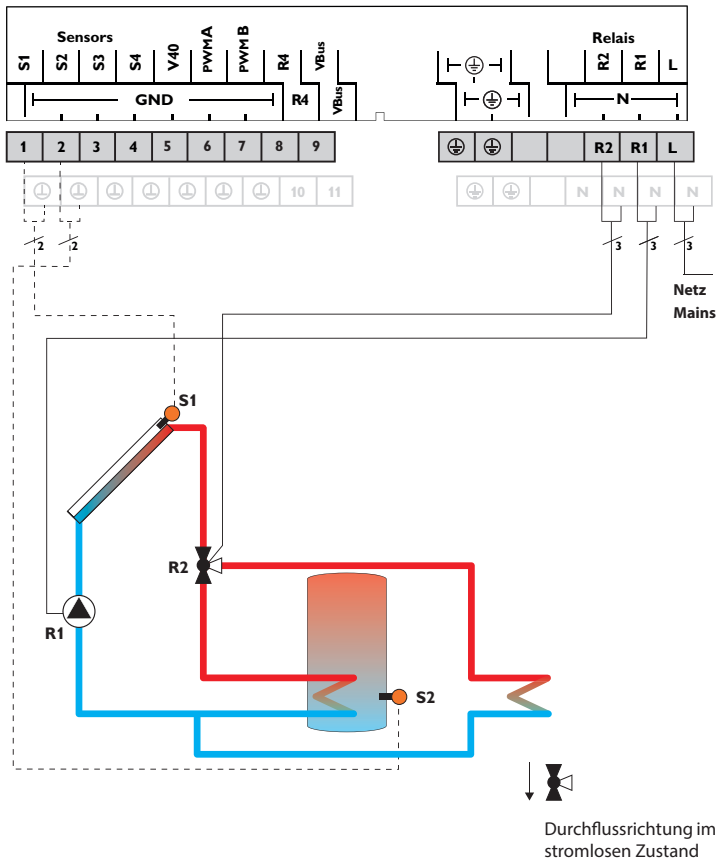 Sensors
Relais
S1 S2 S3 S4 V40 PWM A PWM B R4 VBus
R2 R1 L
GND R4 VBus
N
1 2 3 4 5 6 7 8 9
R2 R1 L
10 11
N N N N
2 2
3 3 3
Netz
Mains
S1
R2
R1
S2
Durchflussrichtung im
stromlosen Zustand